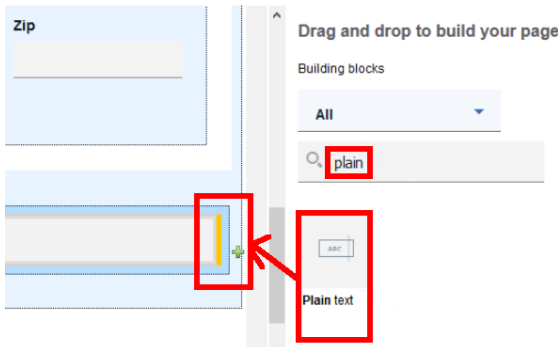 Zip
Drag and drop to build your page
Building blocks
All
plain
ABC
Plain text